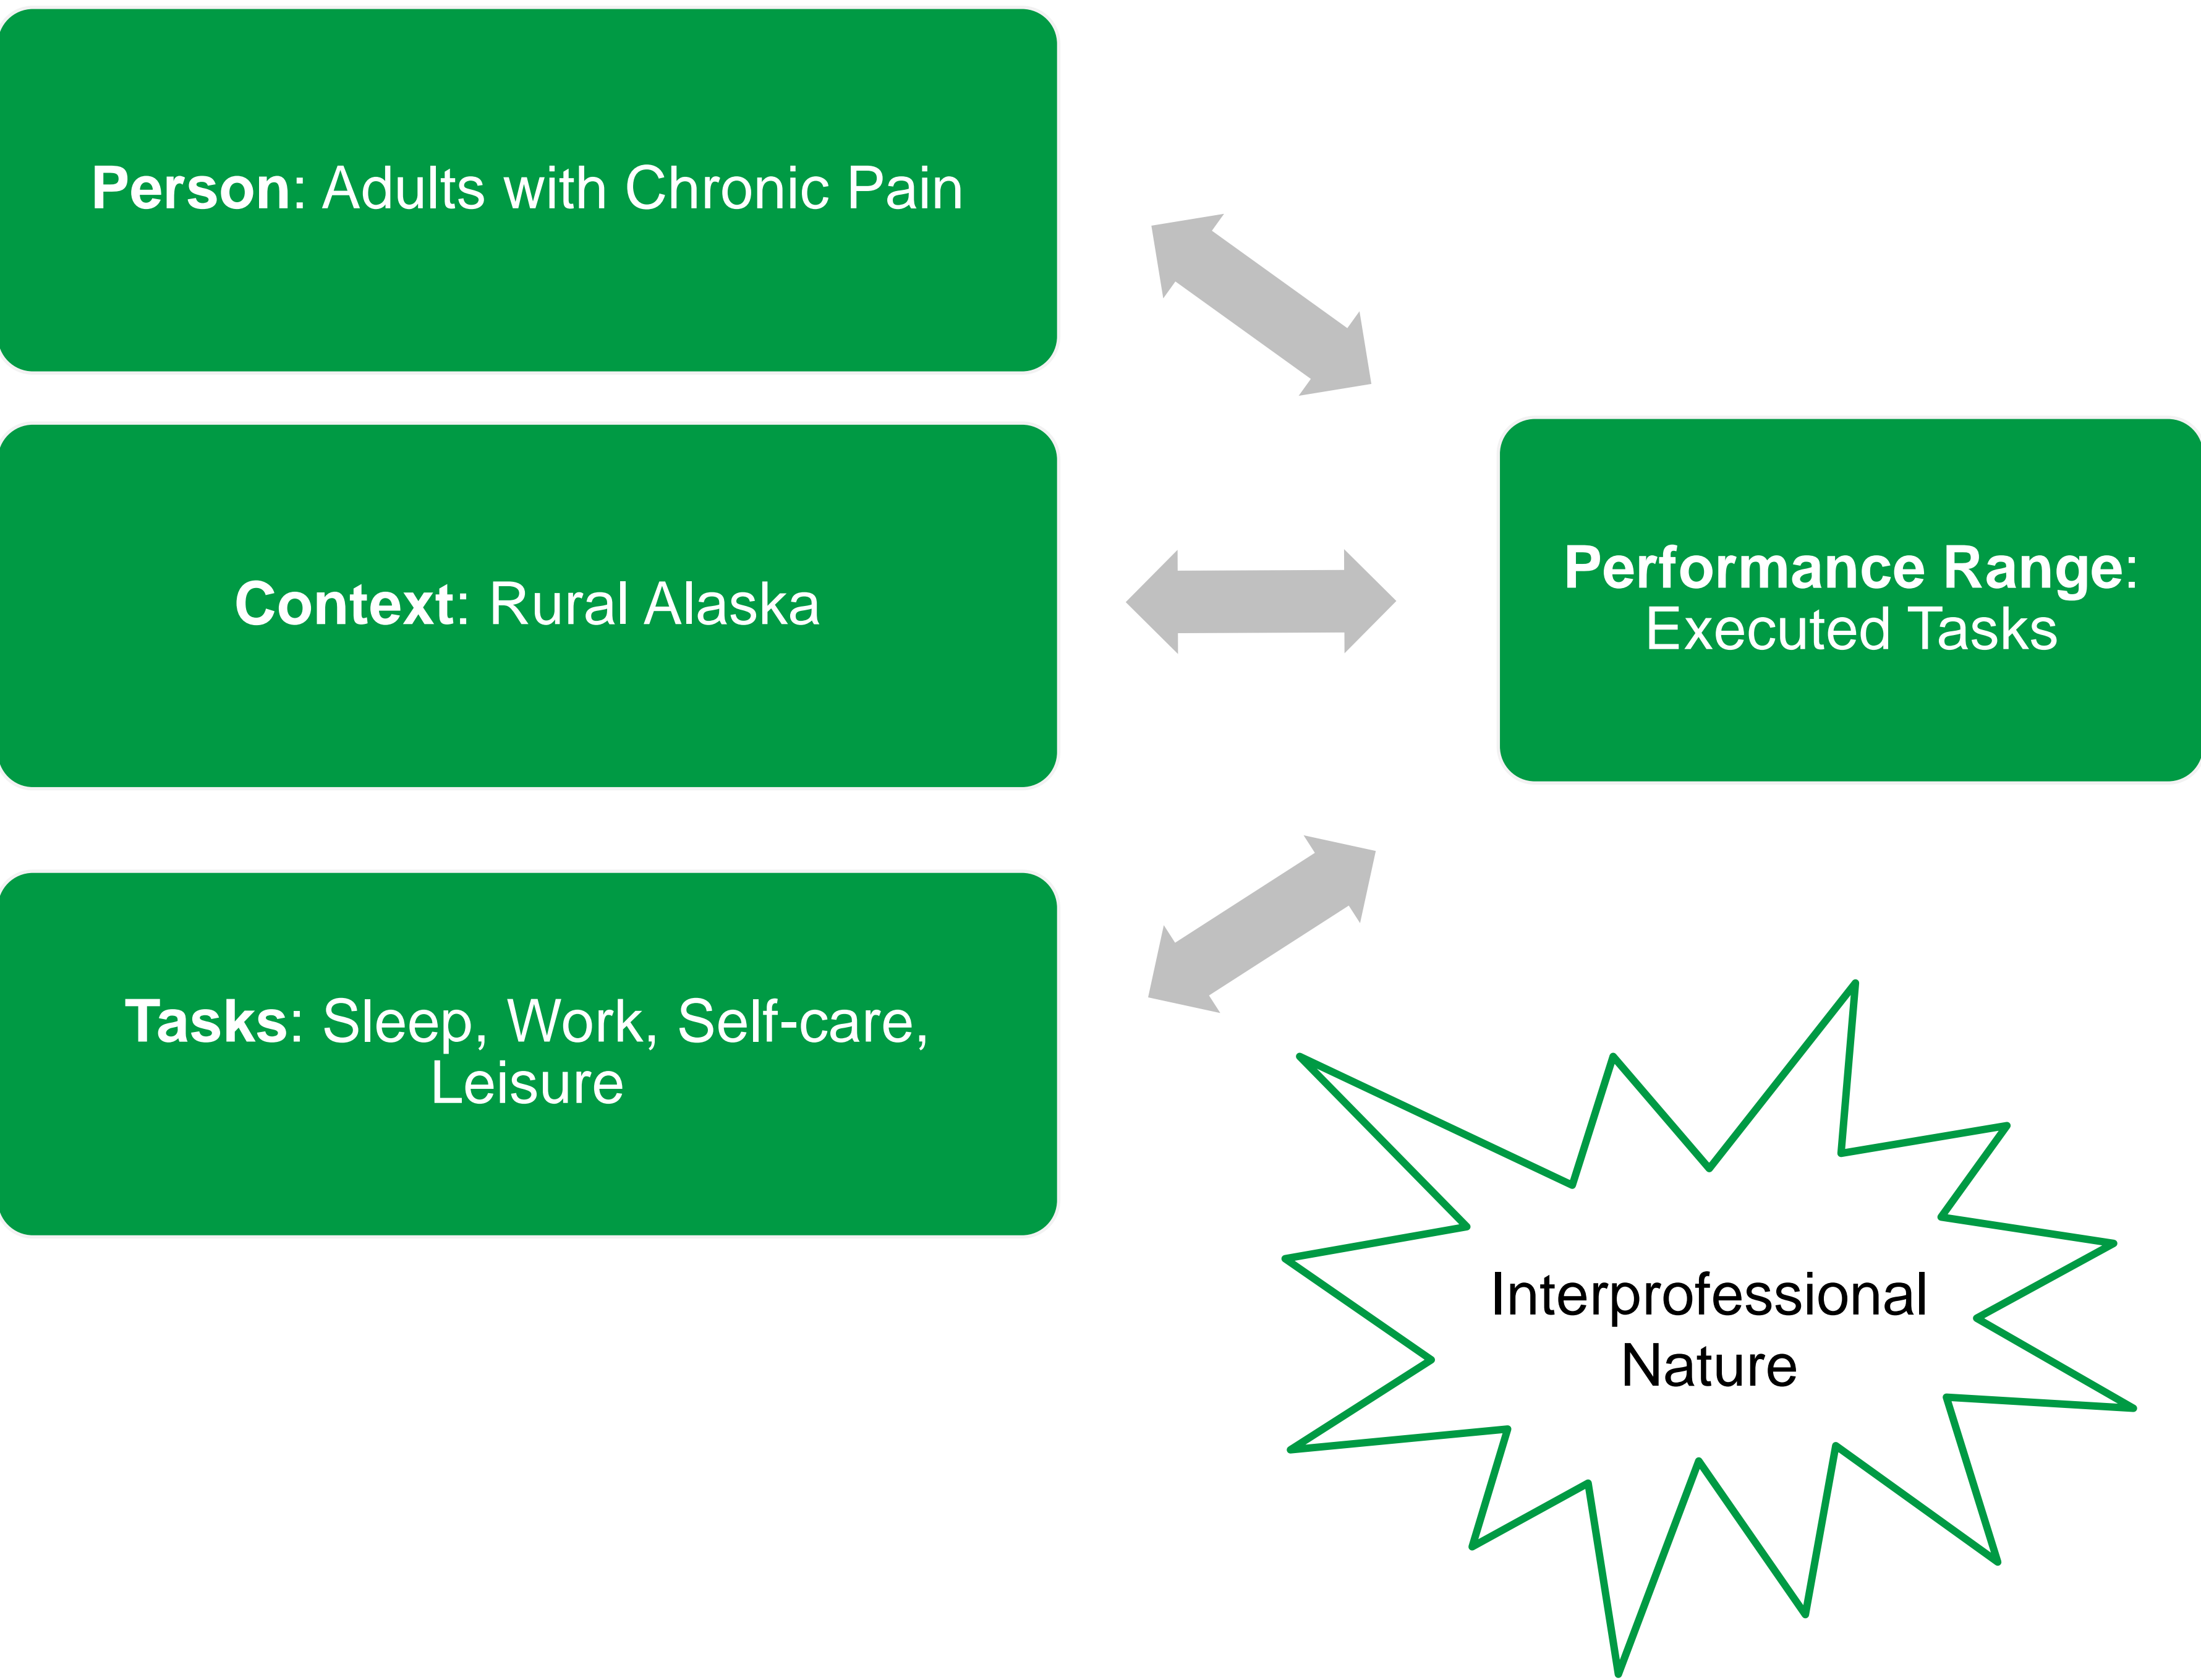 Person: Adults with Chronic Pain
Context: Rural Alaska
Performance Range:
Executed Tasks
Tasks: Sleep, Work, Self-care,
Leisure
Interprofessional
Nature